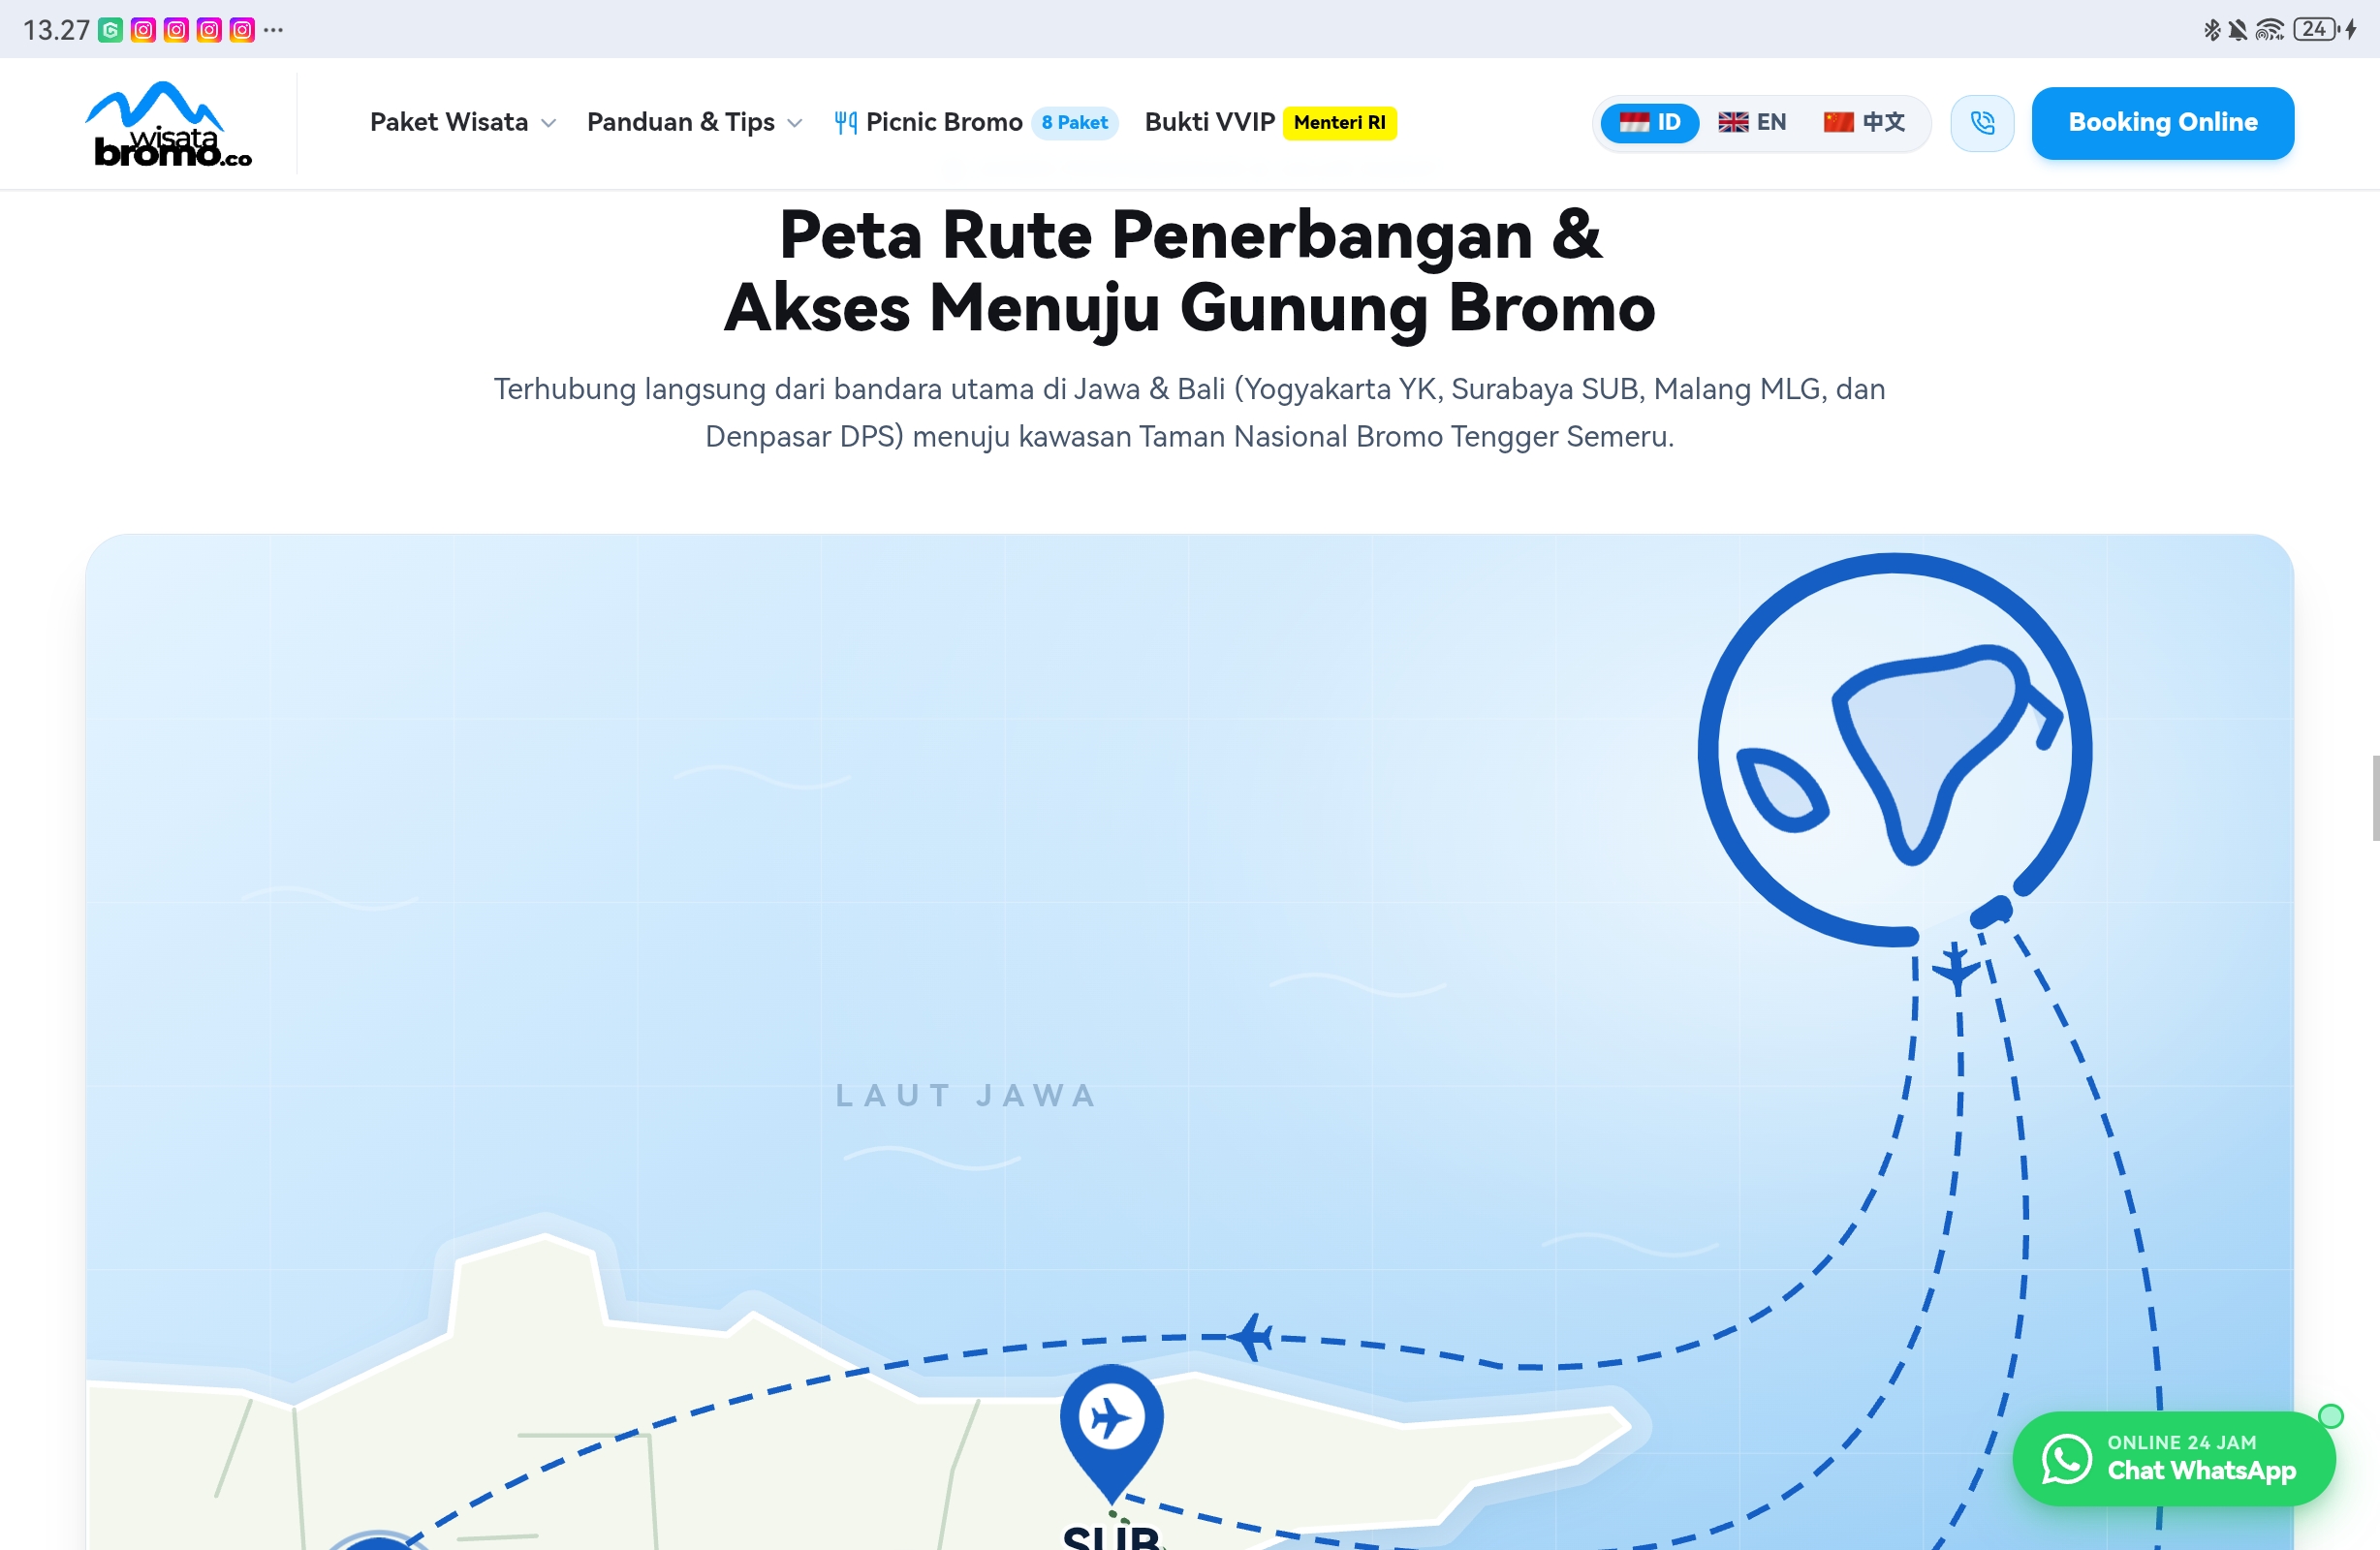 13.27
24
wisata
bromo.co
Paket Wisata
Panduan & Tips
Picnic Bromo 8 Paket
Bukti VVIP Menteri RI
ID
EN
中文
Booking Online
Peta Rute Penerbangan &
Akses Menuju Gunung Bromo
Terhubung langsung dari bandara utama di Jawa & Bali (Yogyakarta YK, Surabaya SUB, Malang MLG, dan
Denpasar DPS) menuju kawasan Taman Nasional Bromo Tengger Semeru.
LAUT JAWA
SUB
ONLINE 24 JAM
Chat WhatsApp